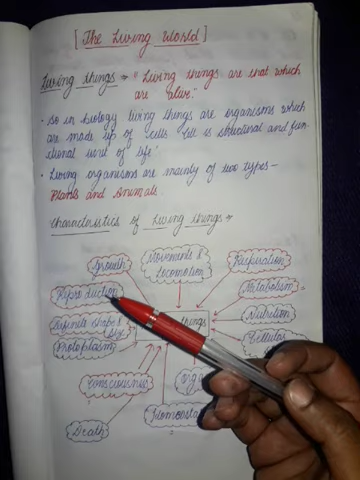 [ The Living World ]
Living things → "Living things are that which
are alive."
• So in biology living things are organisms which
are made up of cells. Cell is structural and fun-
ctional unit of life'
• Living organisms are mainly of two types-
Plants and Animals.
Characteristics of Living things→
Movements &
Locomotion
Growth
Respiration
Reproduction
Metabolism
Definite shape &
Size
things
Nutrition
Protoplasm
Cellular
Consciousness
Death